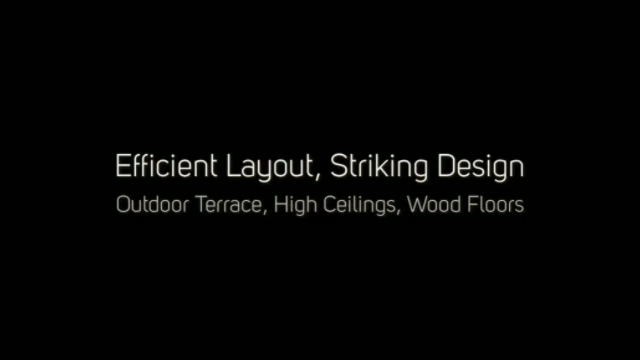 Efficient Layout, Striking Design
Outdoor Terrace, High Ceilings, Wood Floors